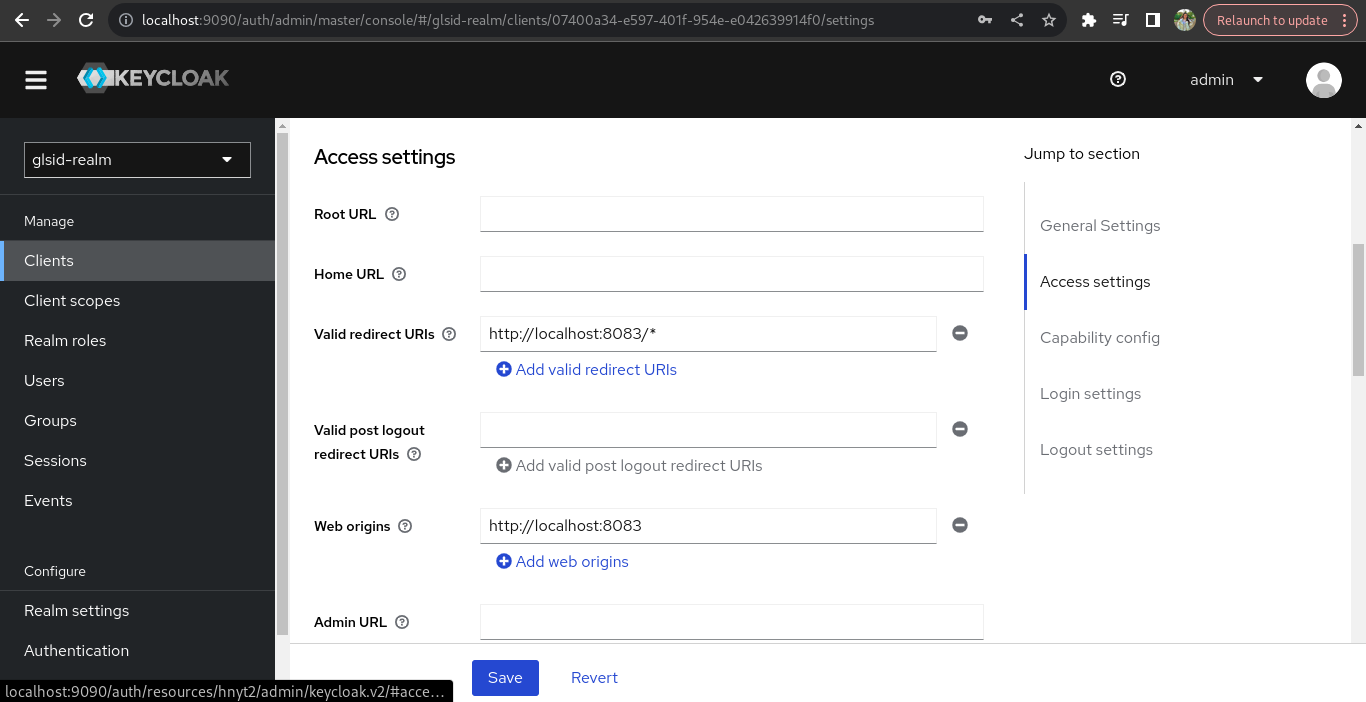 localhost:9090/auth/admin/master/console/#/glsid-realm/clients/07400a34-e597-401f-954e-e042639914f0/settings
Relaunch to update
KEYCLOAK
admin
glsid-realm
Manage
Clients
Client scopes
Realm roles
Users
Groups
Sessions
Events
Configure
Realm settings
Authentication
Access settings
Root URL
Home URL
Valid redirect URIs
http://localhost:8083/*
Add valid redirect URIs
Valid post logout
redirect URIs
Add valid post logout redirect URIs
Web origins
http://localhost:8083
Add web origins
Admin URL
Save
Revert
Jump to section
General Settings
Access settings
Capability config
Login settings
Logout settings
localhost:9090/auth/resources/hnyt2/admin/keycloak.v2/#acce…